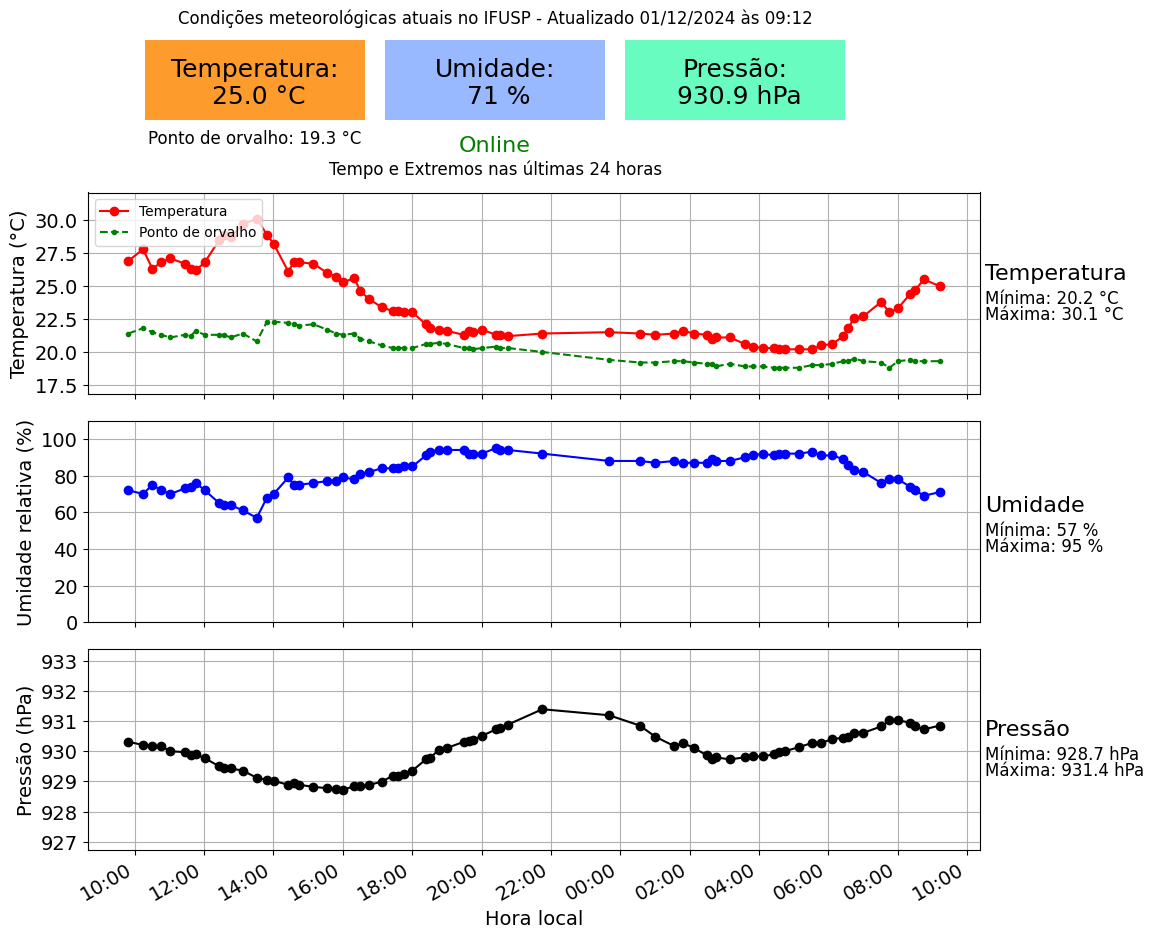 Condições meteorológicas atuais no IFUSP - Atualizado 01/12/2024 às 09:12
Temperatura:
25.0 °C
Umidade:
71 %
Pressão:
930.9 hPa
Ponto de orvalho: 19.3 °C
Online
Tempo e Extremos nas últimas 24 horas
Temperatura (°C)
30.0
27.5
25.0
22.5
20.0
17.5
Temperatura
Ponto de orvalho
Temperatura
Mínima: 20.2 °C
Máxima: 30.1 °C
Umidade relativa (%)
100
80
60
40
20
0
Umidade
Mínima: 57 %
Máxima: 95 %
Pressão (hPa)
933
932
931
930
929
928
927
Pressão
Mínima: 928.7 hPa
Máxima: 931.4 hPa
10:00 12:00 14:00 16:00 18:00 20:00 22:00 00:00 02:00 04:00 06:00 08:00 10:00
Hora local